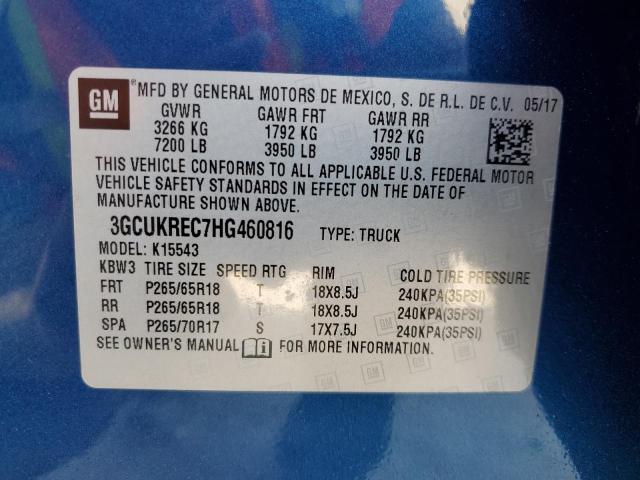 GM ®MFD BY GENERAL MOTORS DE MEXICO, S. DE R.L. DE C.V. 05/17
GVWR GAWR FRT GAWR RR
3266 KG 1792 KG 1792 KG
7200 LB 3950 LB 3950 LB
THIS VEHICLE CONFORMS TO ALL APPLICABLE U.S. FEDERAL MOTOR
VEHICLE SAFETY STANDARDS IN EFFECT ON THE DATE OF
MANUFACTURE SHOWN ABOVE.
3GCUKREC7HG460816 TYPE: TRUCK
MODEL: K15543
KBW3 TIRE SIZE SPEED RTG RIM COLD TIRE PRESSURE
FRT P265/65R18 T 18X8.5J 240KPA(35PSI)
RR P265/65R18 T 18X8.5J 240KPA(35PSI)
SPA P265/70R17 S 17X7.5J 240KPA(35PSI)
SEE OWNER'S MANUAL FOR MORE INFORMATION.